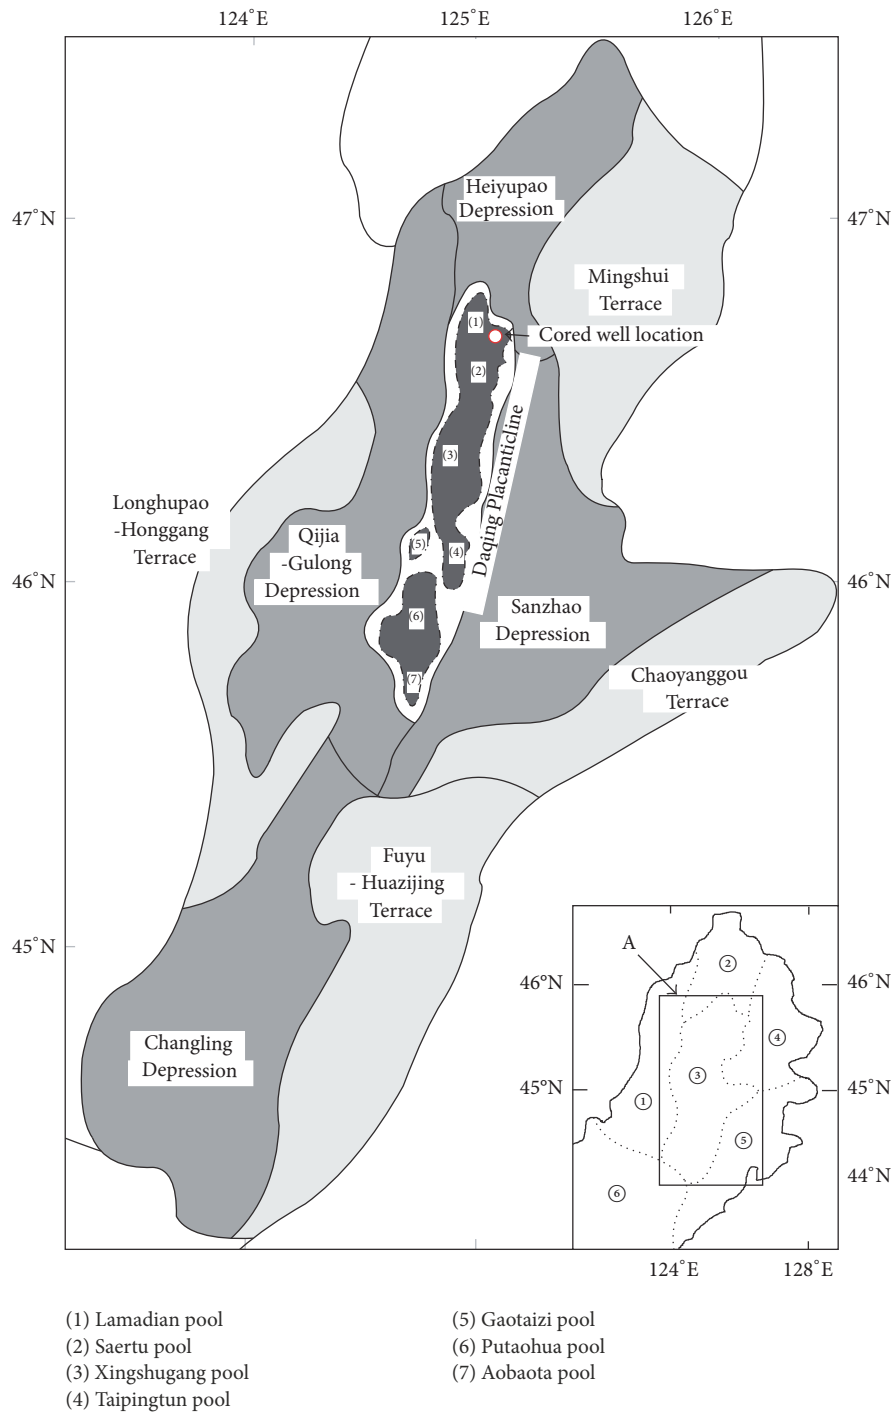 124°E 125°E 126°E
47°N 47°N
Heiyupao
Depression
Mingshui
Terrace
(1)
Cored well location
(2)
Daqing Placanticline
(3)
Longhupao
-Honggang
Terrace
Qijia
-Gulong
Depression
(5)
(4)
46°N 46°N
(6)
Sanzhao
Depression
(7)
Chaoyanggou
Terrace
Fuyu
- Huazijing
Terrace
45°N
Changling
Depression
A
46°N 46°N
2
4
3
45°N 45°N
1
5
44°N
6
124°E 128°E
(1) Lamadian pool
(2) Saertu pool
(3) Xingshugang pool
(4) Taipingtun pool
(5) Gaotaizi pool
(6) Putaohua pool
(7) Aobaota pool